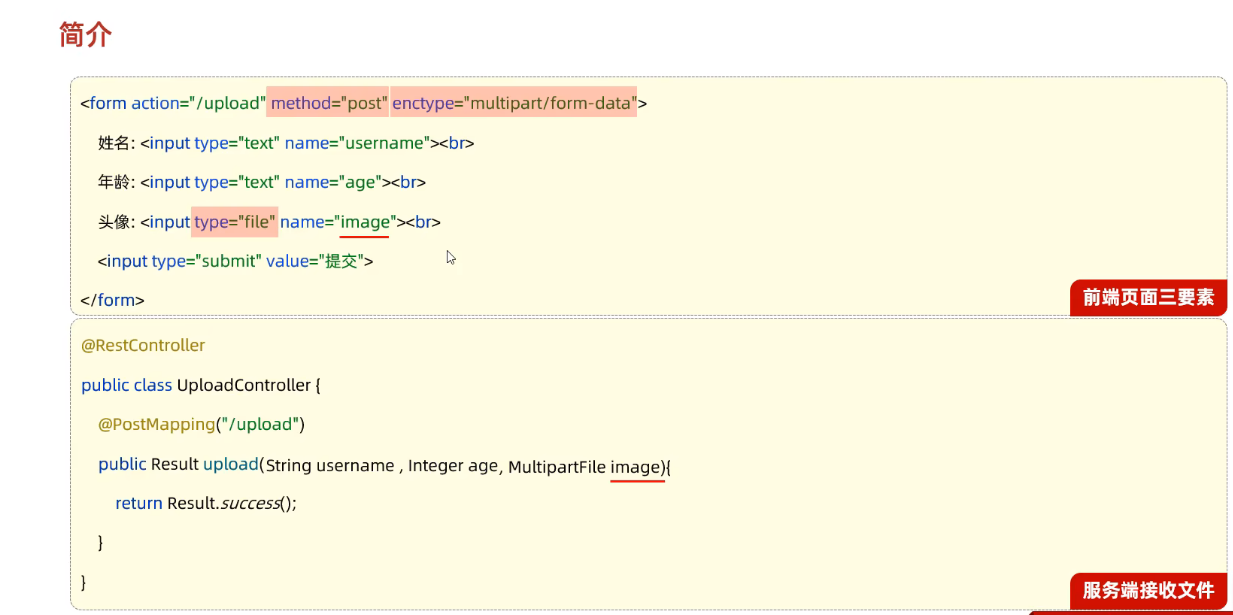 简介
<form action="/upload" method="post" enctype="multipart/form-data">
姓名: <input type="text" name="username"><br>
年龄: <input type="text" name="age"><br>
头像: <input type="file" name="image"><br>
<input type="submit" value="提交">
</form>
前端页面三要素
@RestController
public class UploadController {
@PostMapping("/upload")
public Result upload(String username , Integer age, MultipartFile image){
return Result.success();
}
}
服务端接收文件